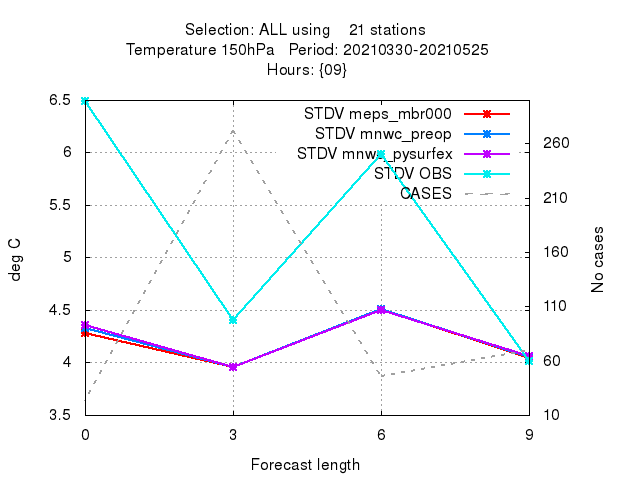 Selection: ALL using    21 stations
Temperature 150hPa   Period: 20210330-20210525
Hours: {09}
STDV meps_mbr000
STDV mnwc_preop
STDV mnwc_pysurfex
STDV OBS
CASES
6.5
6
5.5
5
4.5
4
3.5
deg C
260
210
160
110
60
10
No cases
0 3 6 9
Forecast length